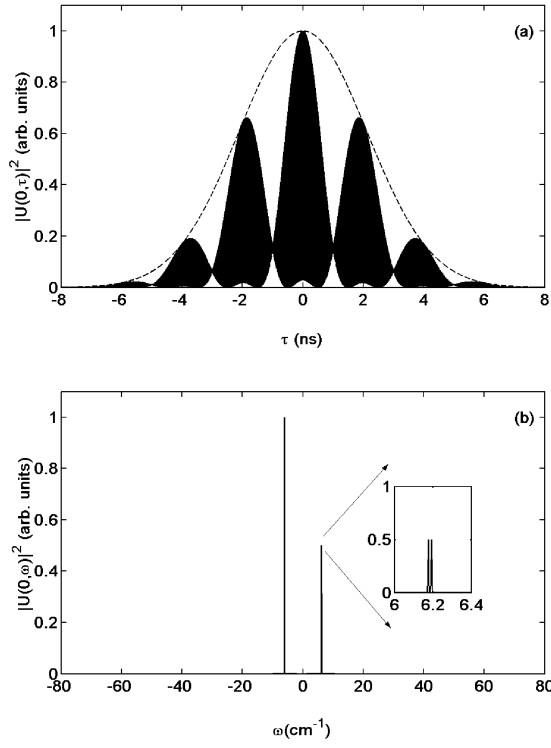 (a)
|U(0,τ)|² (arb. units)
1
0.8
0.6
0.4
0.2
0
-8 -6 -4 -2 0 2 4 6 8
τ (ns)
(b)
|U(0,ω)|² (arb. units)
1
0.8
0.6
0.4
0.2
0
1
0.5
0
6 6.2 6.4
-80 -60 -40 -20 0 20 40 60 80
ω(cm⁻¹)